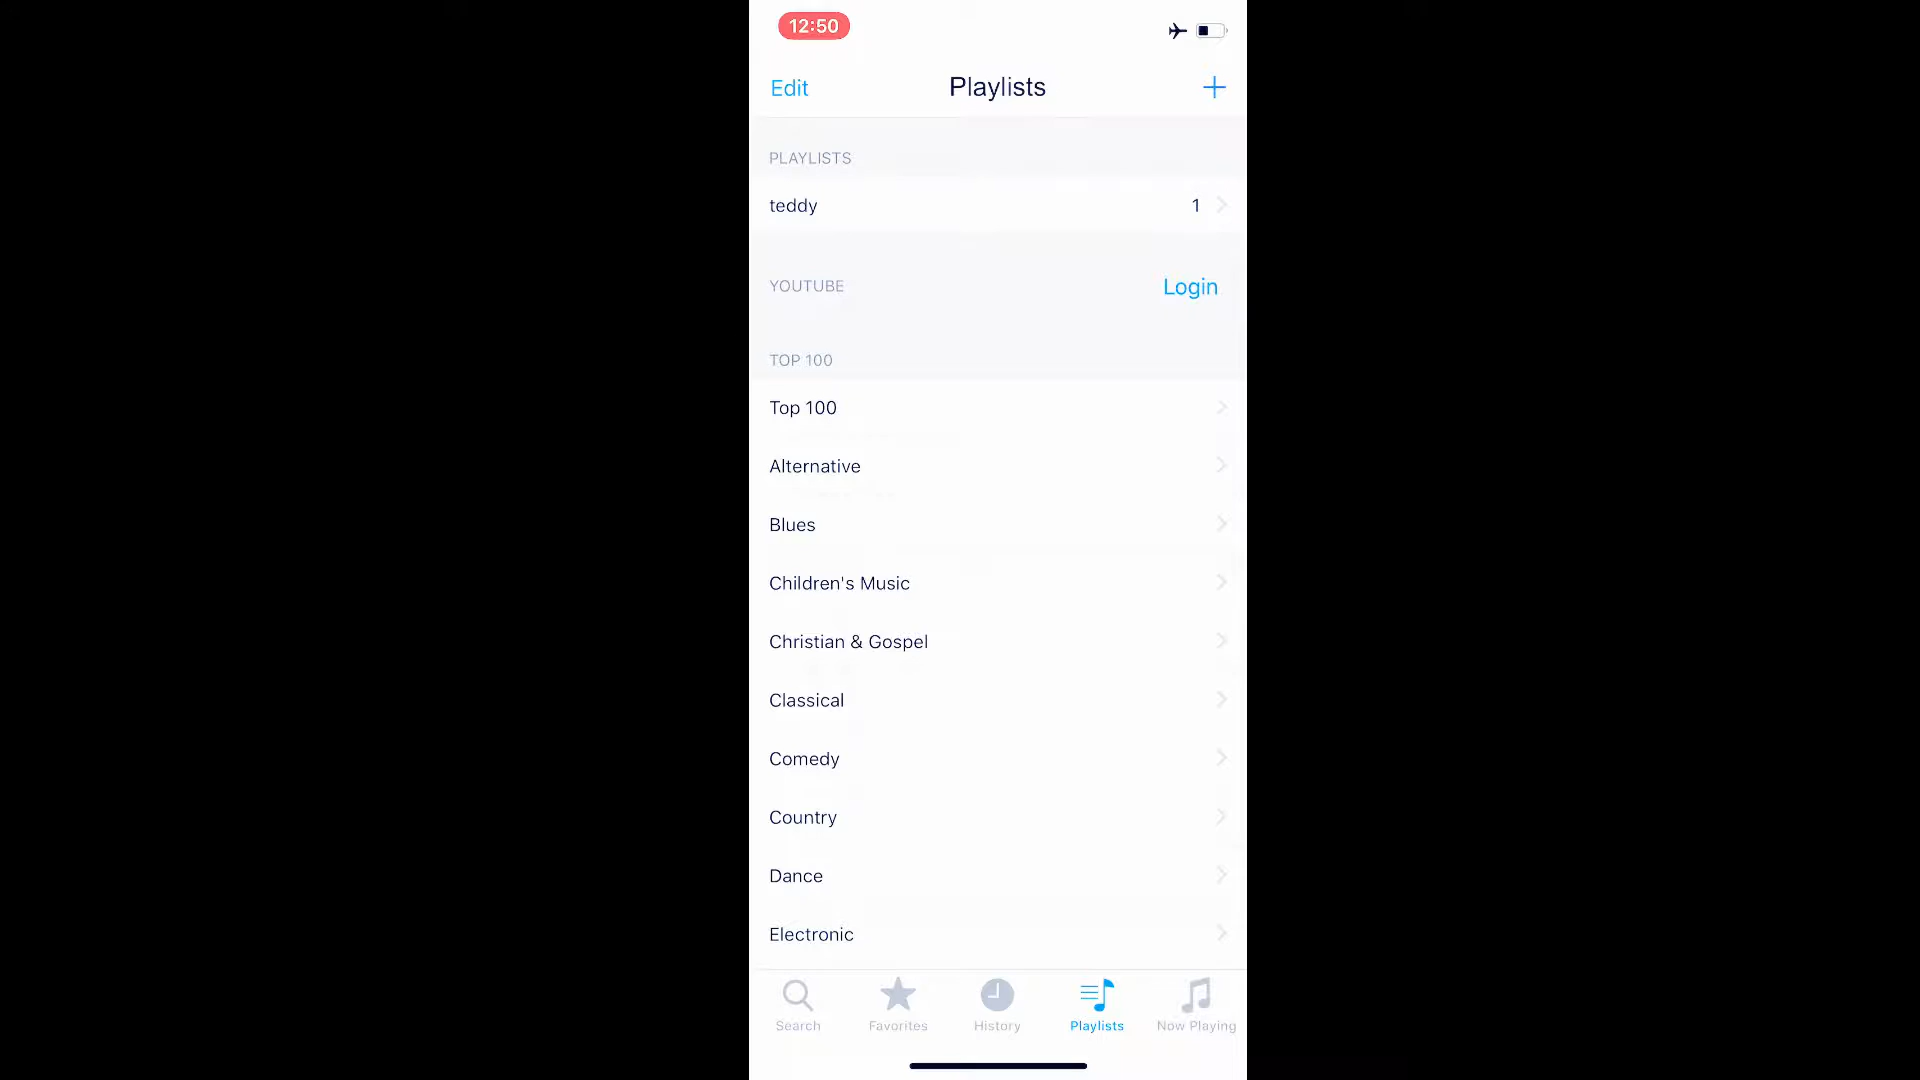 12:50
Edit
Playlists
+
PLAYLISTS
teddy 1
YOUTUBE Login
TOP 100
Top 100
Alternative
Blues
Children's Music
Christian & Gospel
Classical
Comedy
Country
Dance
Electronic
Search
Favorites
History
Playlists
Now Playing